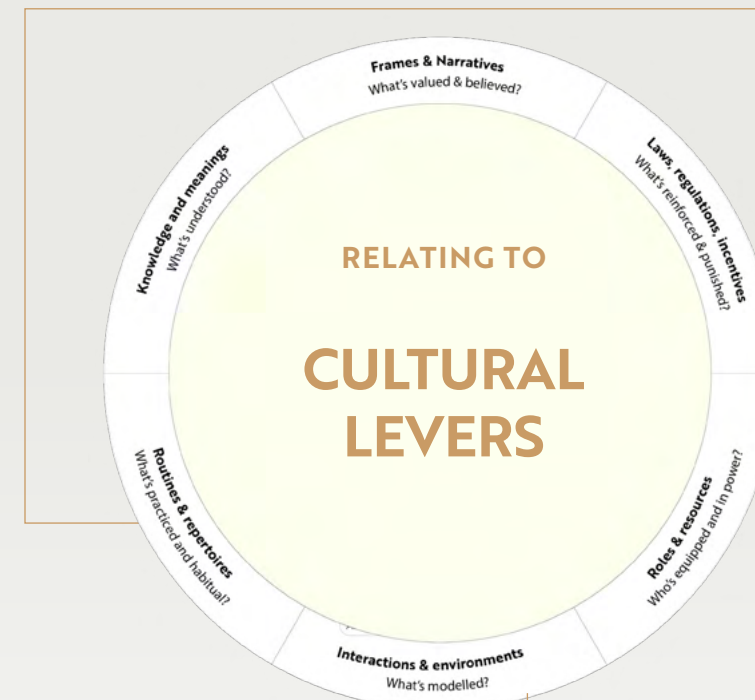 Frames & Narratives
What's valued & believed?
Laws, regulations, incentives
What's reinforced & punished?
Roles & resources
Who's equipped and in power?
Interactions & environments
What's modelled?
Routines & repertoires
What's practiced and habitual?
Knowledge and meanings
What's understood?
RELATING TO
CULTURAL
LEVERS